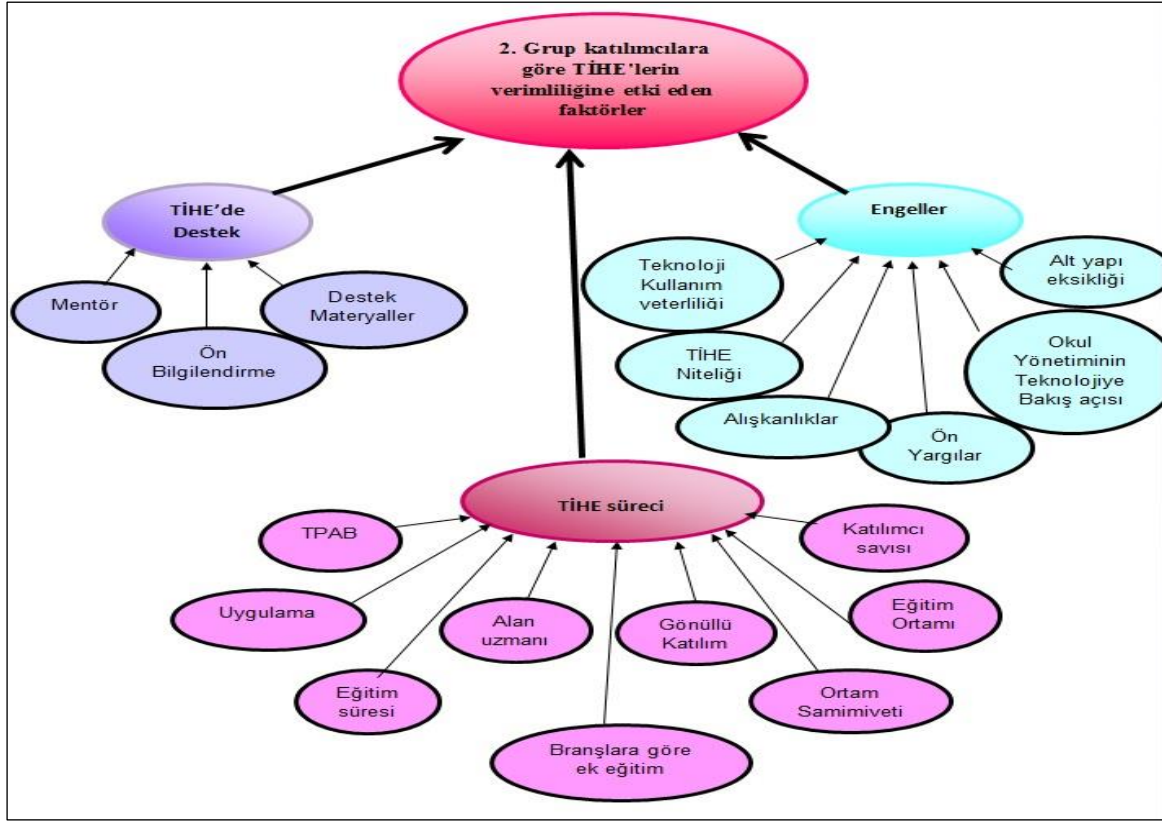 2. Grup katılımcılara
göre TİHE'lerin
verimliliğine etki eden
faktörler
TİHE'de
Destek
Mentör
Ön
Bilgilendirme
Destek
Materyaller
Engeller
Teknoloji
Kullanım
yeterliliği
TİHE
Niteliği
Alışkanlıklar
Ön
Yargılar
Okul
Yönetiminin
Teknolojiye
Bakış açısı
Alt yapı
eksikliği
TİHE süreci
TPAB
Uygulama
Eğitim
süresi
Alan
uzmanı
Branşlara göre
ek eğitim
Gönüllü
Katılım
Ortam
Samimiyeti
Eğitim
Ortamı
Katılımcı
sayısı